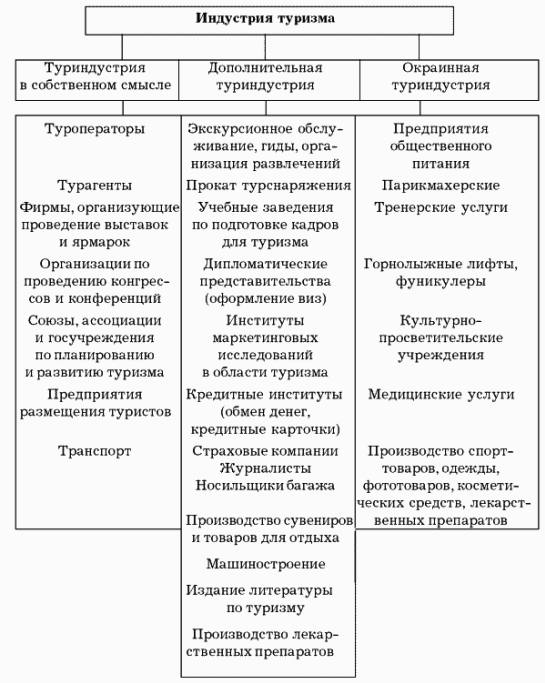 Индустрия туризма
Туриндустрия
в собственном смысле
Дополнительная
туриндустрия
Окраинная
туриндустрия
Туроператоры
Турагенты
Фирмы, организующие
проведение выставок
и ярмарок
Организации по
проведению конгрес-
сов и конференций
Союзы, ассоциации
и госучреждения
по планированию
и развитию туризма
Предприятия
размещения туристов
Транспорт
Экскурсионное обслу-
живание, гиды, орга-
низация развлечений
Прокат турснаряжения
Учебные заведения
по подготовке кадров
для туризма
Дипломатические
представительства
(оформление виз)
Институты
маркетинговых
исследований
в области туризма
Кредитные институты
(обмен денег,
кредитные карточки)
Страховые компании
Журналисты
Носильщики багажа
Производство сувениров
и товаров для отдыха
Машиностроение
Издание литературы
по туризму
Производство лекар-
ственных препаратов
Предприятия
общественного
питания
Парикмахерские
Тренерские услуги
Горнолыжные лифты,
фуникулеры
Культурно-
просветительские
учреждения
Медицинские услуги
Производство спорт-
товаров, одежды,
фототоваров, космети-
ческих средств, лекарст-
венных препаратов